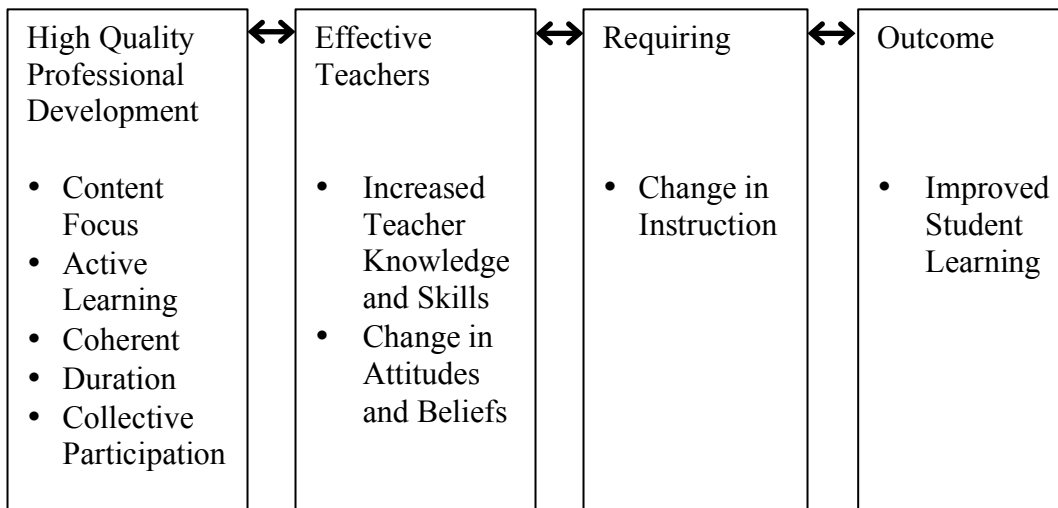 High Quality
Professional
Development
• Content
Focus
• Active
Learning
• Coherent
• Duration
• Collective
Participation
Effective
Teachers
• Increased
Teacher
Knowledge
and Skills
• Change in
Attitudes
and Beliefs
Requiring
• Change in
Instruction
Outcome
• Improved
Student
Learning